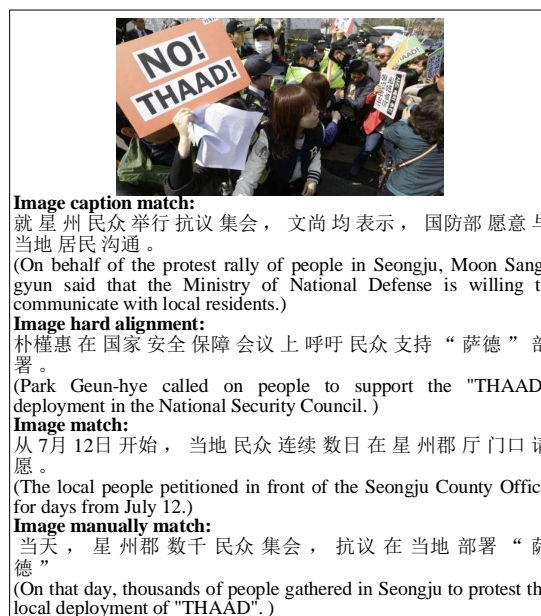 NO!
THAAD!
Image caption match:
就 星 州 民众 举行 抗议 集会 ， 文尚 均 表示 ， 国防部 愿意 与
当地 居民 沟通 。
(On behalf of the protest rally of people in Seongju, Moon Sang
gyun said that the Ministry of National Defense is willing t
communicate with local residents.)
Image hard alignment:
朴槿惠 在 国家 安全 保障 会议 上 呼吁 民众 支持 “ 萨德 ” 部
署 。
(Park Geun-hye called on people to support the "THAAD
deployment in the National Security Council. )
Image match:
从 7月 12日 开始 ， 当地 民众 连续 数日 在 星 州郡 厅 门口 请
愿 。
(The local people petitioned in front of the Seongju County Offic
for days from July 12.)
Image manually match:
当天 ， 星 州郡 数千 民众 集会 ， 抗议 在 当地 部署 “ 萨
德 ”
(On that day, thousands of people gathered in Seongju to protest th
local deployment of "THAAD". )